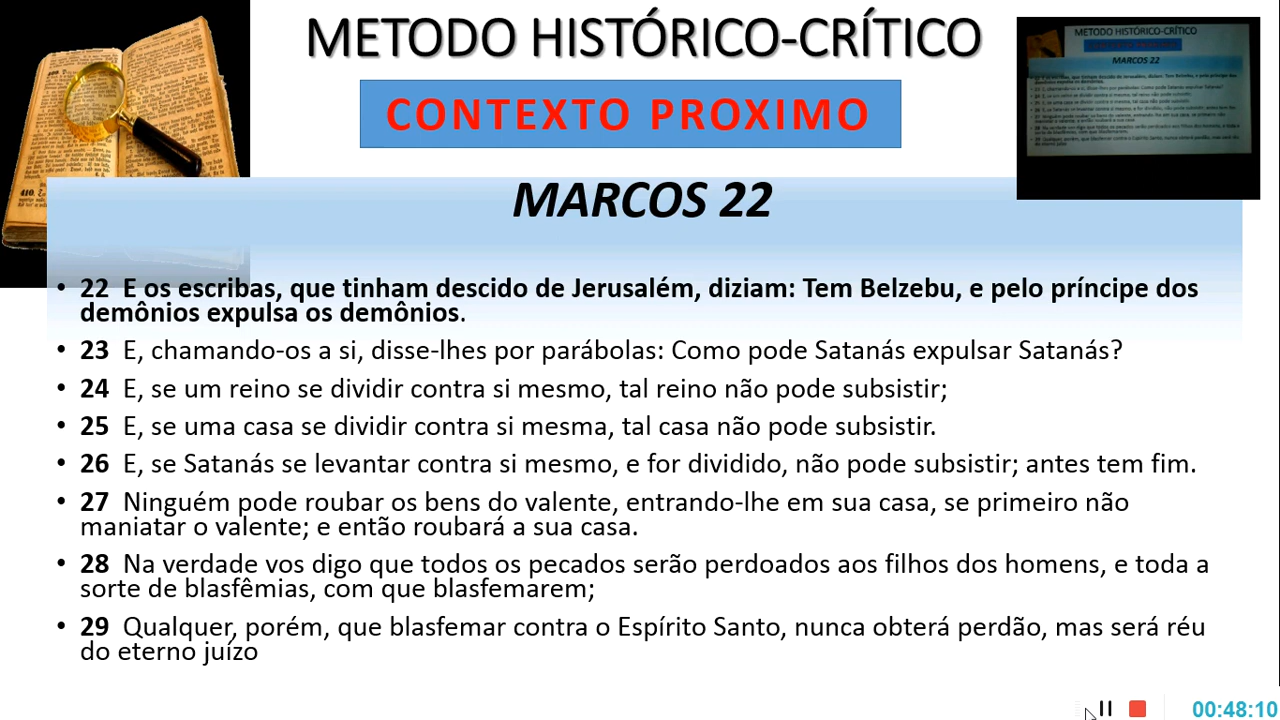 METODO HISTÓRICO-CRÍTICO
CONTEXTO PROXIMO
METODO HISTÓRICO-CRÍTICO
MARCOS 22
MARCOS 22
410.
• 22 E os escribas, que tinham descido de Jerusalém, diziam: Tem Belzebu, e pelo príncipe dos
demônios expulsa os demônios.
• 23 E, chamando-os a si, disse-lhes por parábolas: Como pode Satanás expulsar Satanás?
• 24 E, se um reino se dividir contra si mesmo, tal reino não pode subsistir;
• 25 E, se uma casa se dividir contra si mesma, tal casa não pode subsistir.
• 26 E, se Satanás se levantar contra si mesmo, e for dividido, não pode subsistir; antes tem fim.
• 27 Ninguém pode roubar os bens do valente, entrando-lhe em sua casa, se primeiro não
maniatar o valente; e então roubará a sua casa.
• 28 Na verdade vos digo que todos os pecados serão perdoados aos filhos dos homens, e toda a
sorte de blasfêmias, com que blasfemarem;
• 29 Qualquer, porém, que blasfemar contra o Espírito Santo, nunca obterá perdão, mas será réu
do eterno juízo
00:48:10